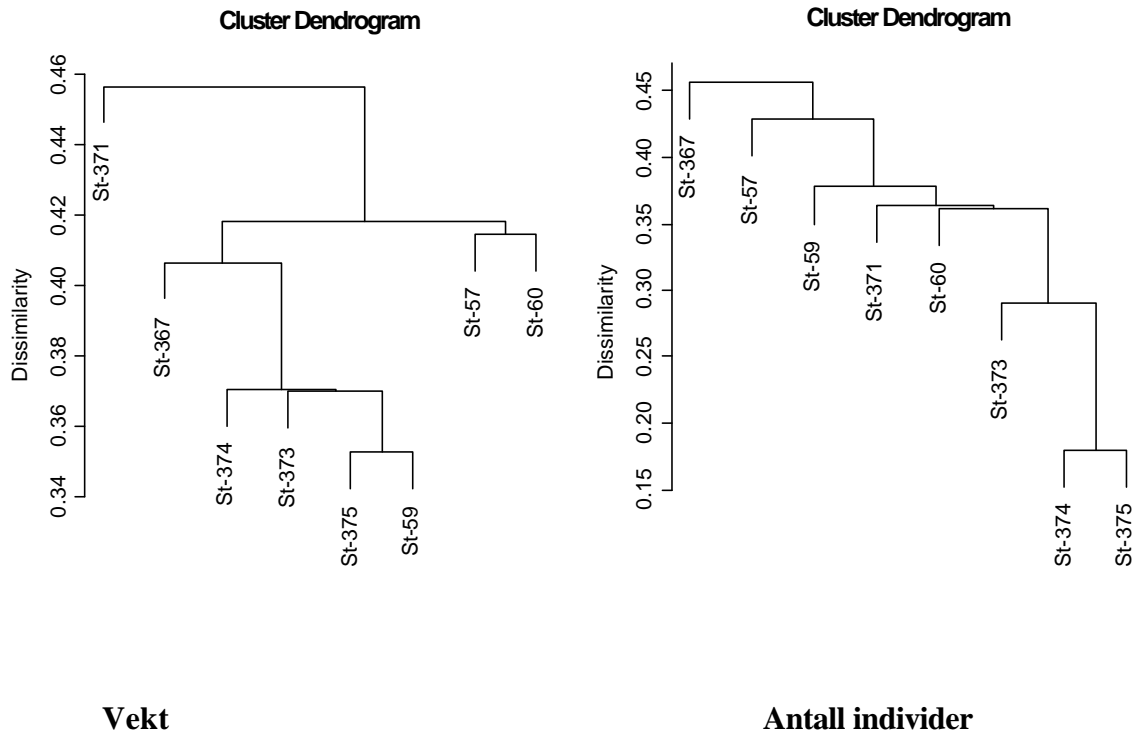 Cluster Dendrogram
Dissimilarity
0.46
0.44
0.42
0.40
0.38
0.36
0.34
St-371
St-367
St-374
St-373
St-375
St-59
St-57
St-60
Vekt
Cluster Dendrogram
Dissimilarity
0.45
0.40
0.35
0.30
0.25
0.20
0.15
St-367
St-57
St-59
St-371
St-60
St-373
St-374
St-375
Antall individer